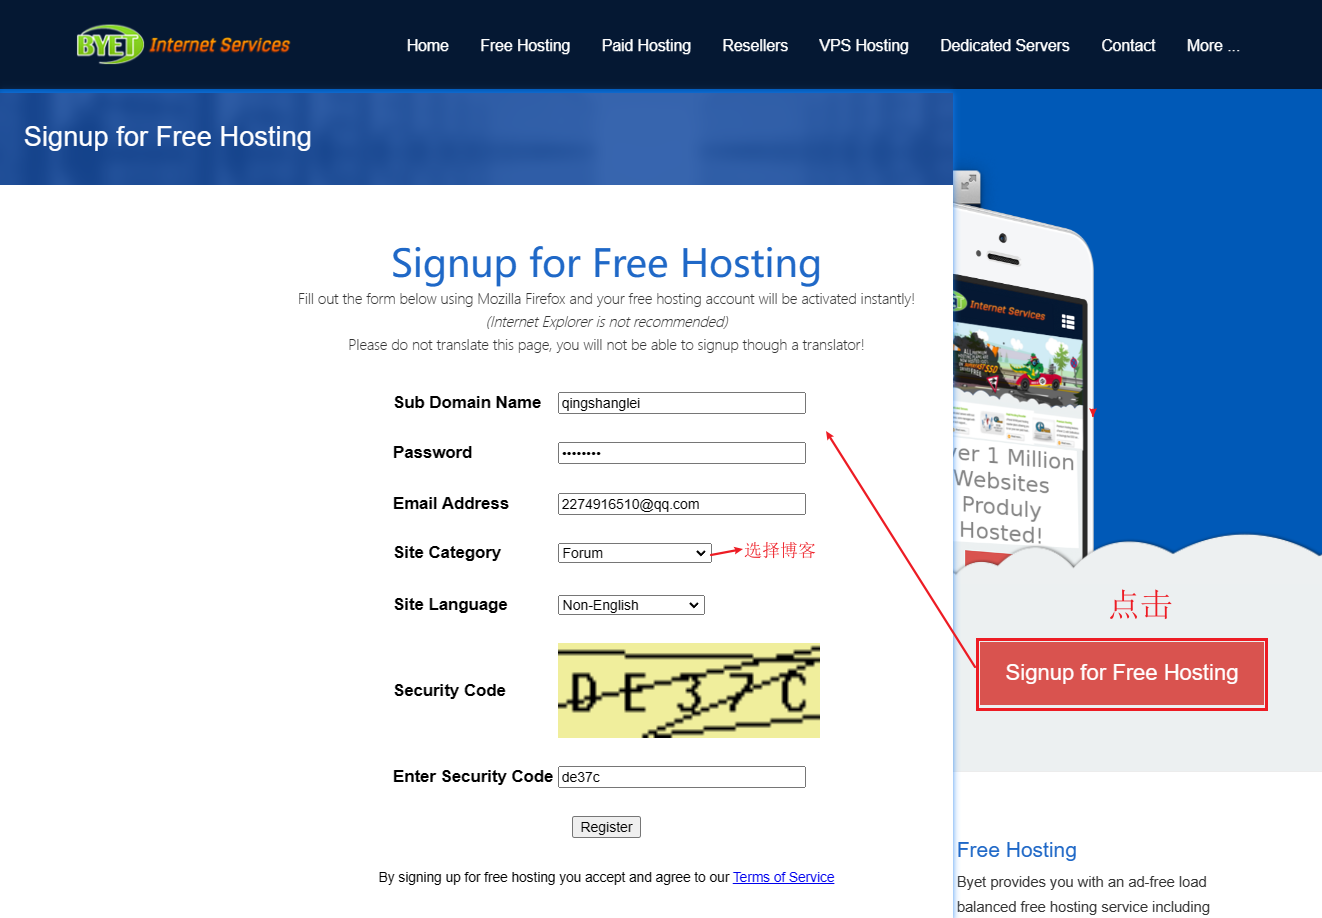 BYET Internet Services
Home Free Hosting Paid Hosting Resellers VPS Hosting Dedicated Servers Contact More ...
Signup for Free Hosting
Signup for Free Hosting
Fill out the form below using Mozilla Firefox and your free hosting account will be activated instantly!
(Internet Explorer is not recommended)
Please do not translate this page, you will not be able to signup though a translator!
Sub Domain Name qingshanglei
Password ••••••••
Email Address 2274916510@qq.com
Site Category Forum 选择博客
Site Language Non-English
Security Code DE37C
Enter Security Code de37c
Register
By signing up for free hosting you accept and agree to our Terms of Service
Internet Services
ver 1 Million
Websites
Produly
Hosted!
点击
Signup for Free Hosting
Free Hosting
Byet provides you with an ad-free load
balanced free hosting service including